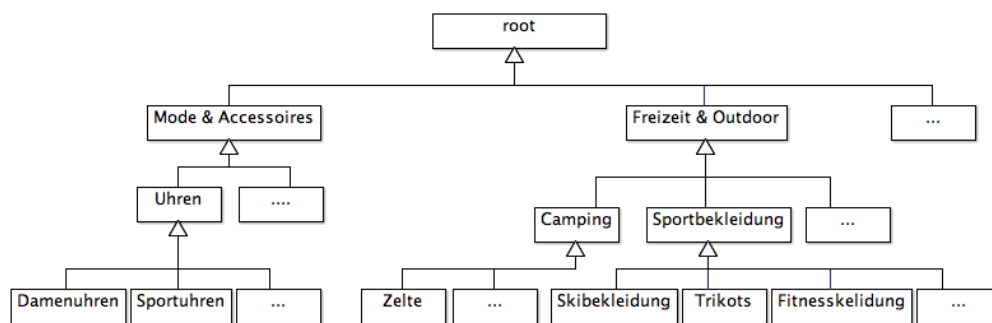 root
Mode & Accessoires
Freizeit & Outdoor
...
Uhren
....
Camping
Sportbekleidung
...
Damenuhren
Sportuhren
...
Zelte
...
Skibekleidung
Trikots
Fitnesskelidung
...